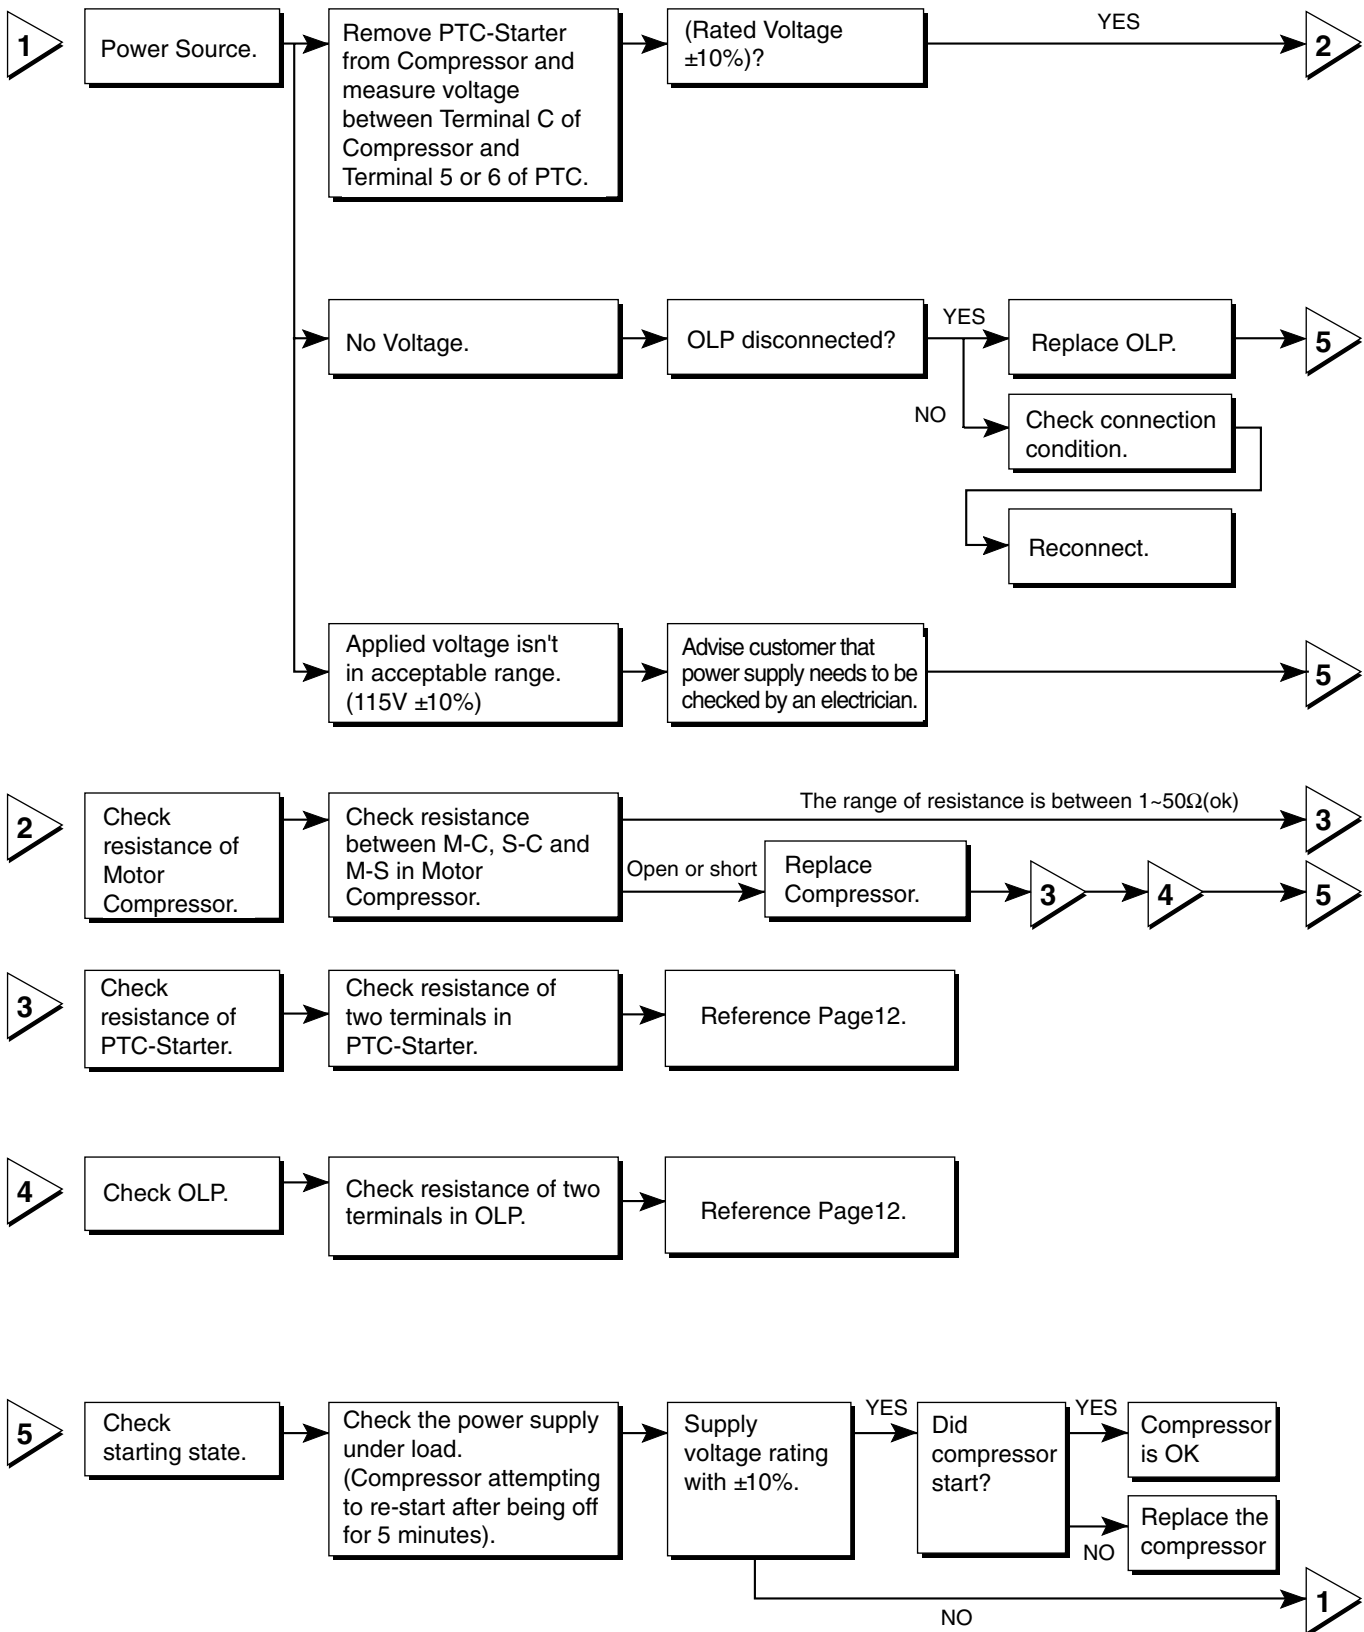 1
Power Source.
Remove PTC-Starter
from Compressor and
measure voltage
between Terminal C of
Compressor and
Terminal 5 or 6 of PTC.
(Rated Voltage
±10%)?
YES
2
No Voltage.
OLP disconnected?
YES
Replace OLP.
5
NO
Check connection
condition.
Reconnect.
Applied voltage isn't
in acceptable range.
(115V ±10%)
Advise customer that
power supply needs to be
checked by an electrician.
5
2
Check
resistance of
Motor
Compressor.
Check resistance
between M-C, S-C and
M-S in Motor
Compressor.
The range of resistance is between 1~50Ω(ok)
3
Open or short
Replace
Compressor.
3
4
5
3
Check
resistance of
PTC-Starter.
Check resistance of
two terminals in
PTC-Starter.
Reference Page12.
4
Check OLP.
Check resistance of two
terminals in OLP.
Reference Page12.
5
Check
starting state.
Check the power supply
under load.
(Compressor attempting
to re-start after being off
for 5 minutes).
Supply
voltage rating
with ±10%.
YES
Did
compressor
start?
YES
Compressor
is OK
NO
Replace the
compressor
NO
1